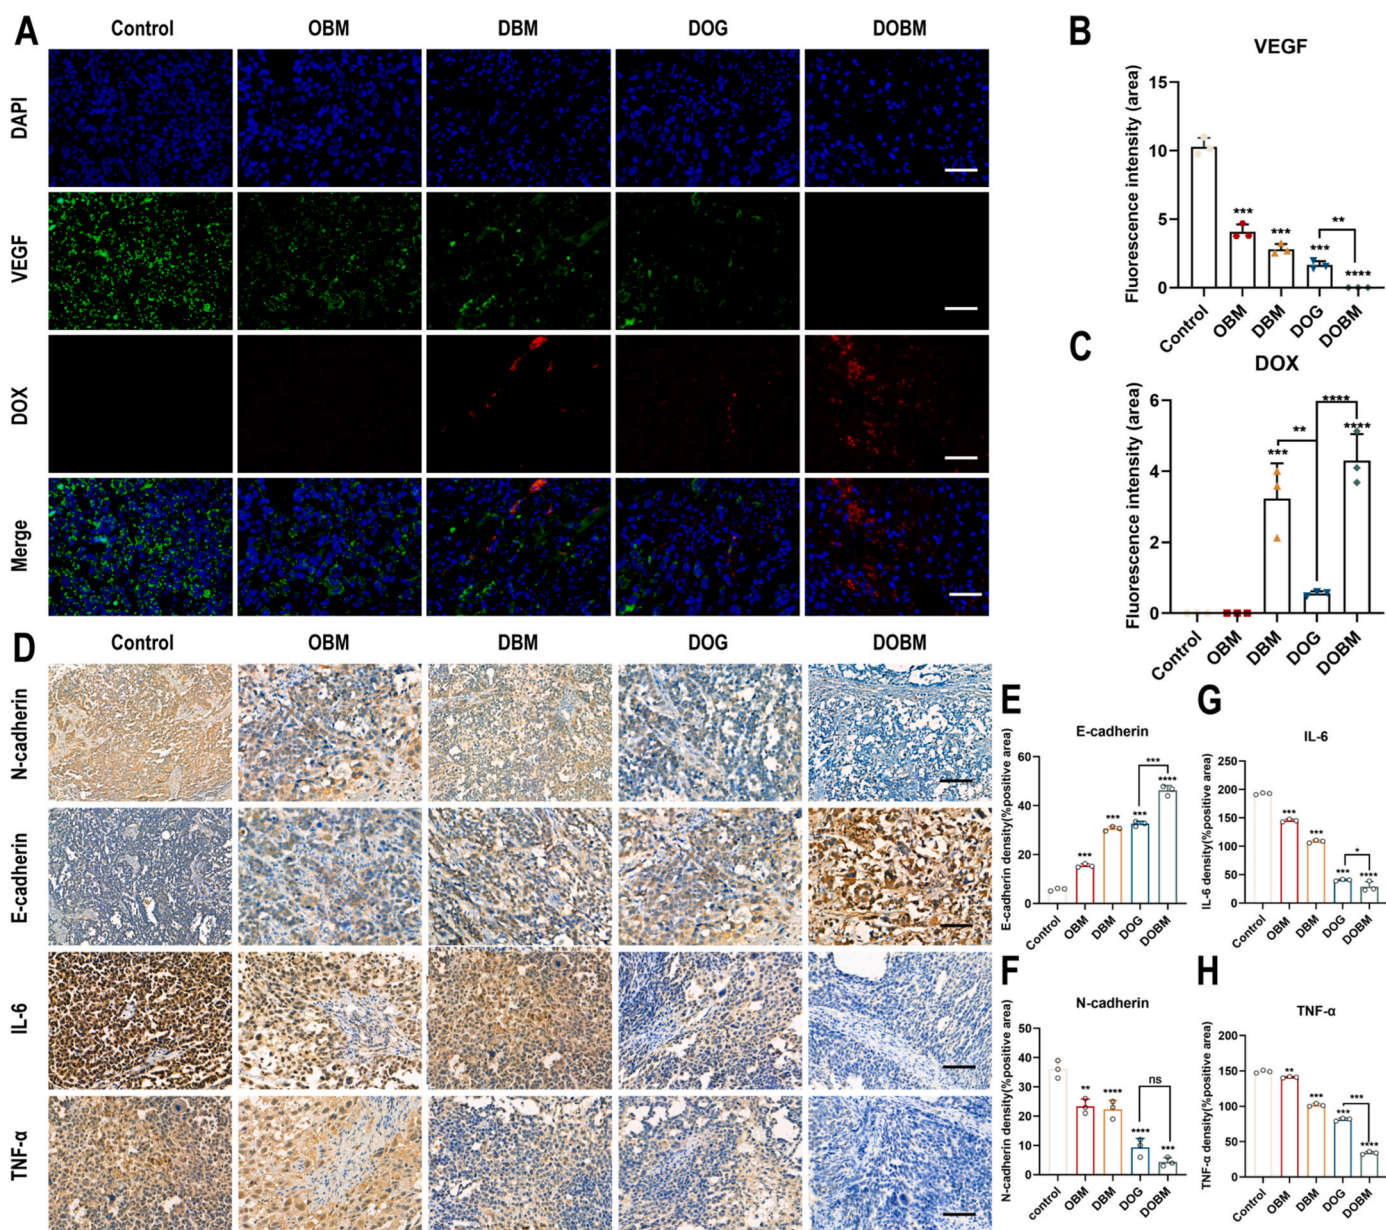 A
Control OBM DBM DOG DOBM
DAPI
VEGF
DOX
Merge
B
VEGF
Fluorescence intensity (area)
15
10
5
0
***
***
***
**
****
Control OBM DBM DOG DOBM
C
DOX
Fluorescence intensity (area)
6
4
2
0
***
**
****
****
Control OBM DBM DOG DOBM
D
Control OBM DBM DOG DOBM
N-cadherin
E-cadherin
IL-6
TNF-α
E
E-cadherin
E-cadherin density(%positive area)
60
40
20
0
***
***
***
***
****
Control OBM DBM DOG DOBM
G
IL-6
IL-6 density(%positive area)
250
200
150
100
50
0
***
***
***
*
****
Control OBM DBM DOG DOBM
F
N-cadherin
N-cadherin density(%positive area)
50
40
30
20
10
0
**
****
****
ns
***
control OBM DBM DOG DOBM
H
TNF-α
TNF-α density(%positive area)
200
150
100
50
0
**
***
***
***
****
Control OBM DBM DOG DOBM